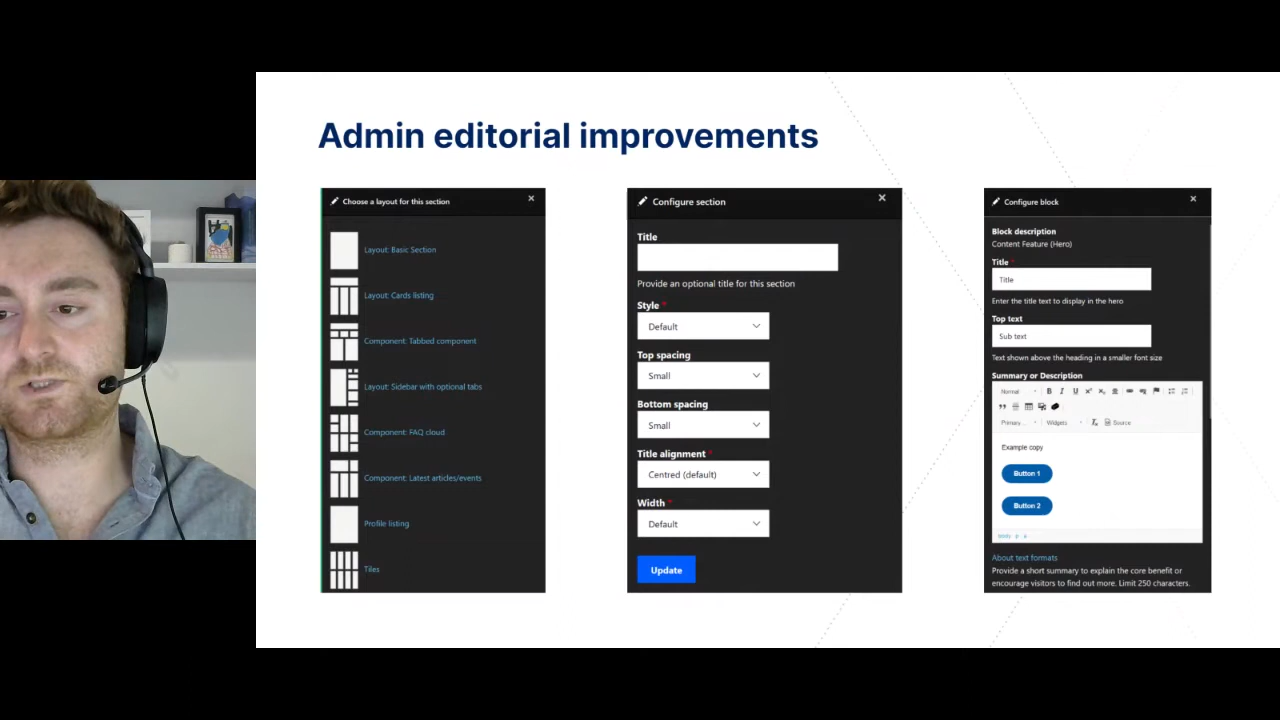 Admin editorial improvements
Choose a layout for this section
Layout: Basic Section
Layout: Cards listing
Component: Tabbed component
Layout: Sidebar with optional tabs
Component: FAQ cloud
Component: Latest articles/events
Profile listing
Tiles
Configure section
Title
Provide an optional title for this section
Style *
Default
Top spacing
Small
Bottom spacing
Small
Title alignment *
Centred (default)
Width *
Default
Update
Configure block
Block description
Content Feature (Hero)
Title *
Title
Enter the title text to display in the hero
Top text
Sub text
Text shown above the heading in a smaller font size
Summary or Description
Normal
Primary ...
Widgets
Source
Example copy
Button 1
Button 2
body p
About text formats
Provide a short summary to explain the core benefit or
encourage visitors to find out more. Limit 250 characters.